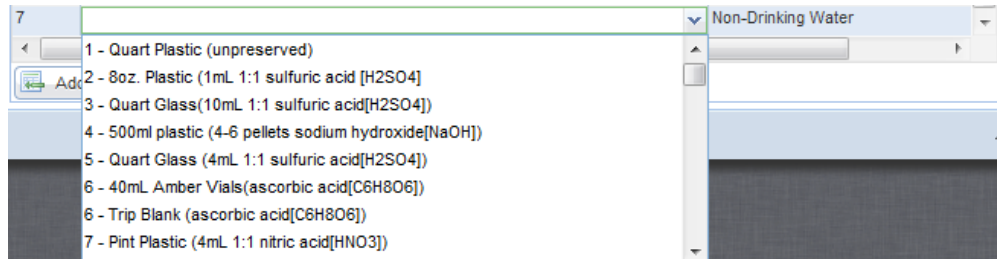 7 Non-Drinking Water
1 - Quart Plastic (unpreserved)
Add
2 - 8oz. Plastic (1mL 1:1 sulfuric acid [H2SO4]
3 - Quart Glass(10mL 1:1 sulfuric acid[H2SO4])
4 - 500ml plastic (4-6 pellets sodium hydroxide[NaOH])
5 - Quart Glass (4mL 1:1 sulfuric acid[H2SO4])
6 - 40mL Amber Vials(ascorbic acid[C6H8O6])
6 - Trip Blank (ascorbic acid[C6H8O6])
7 - Pint Plastic (4mL 1:1 nitric acid[HNO3])